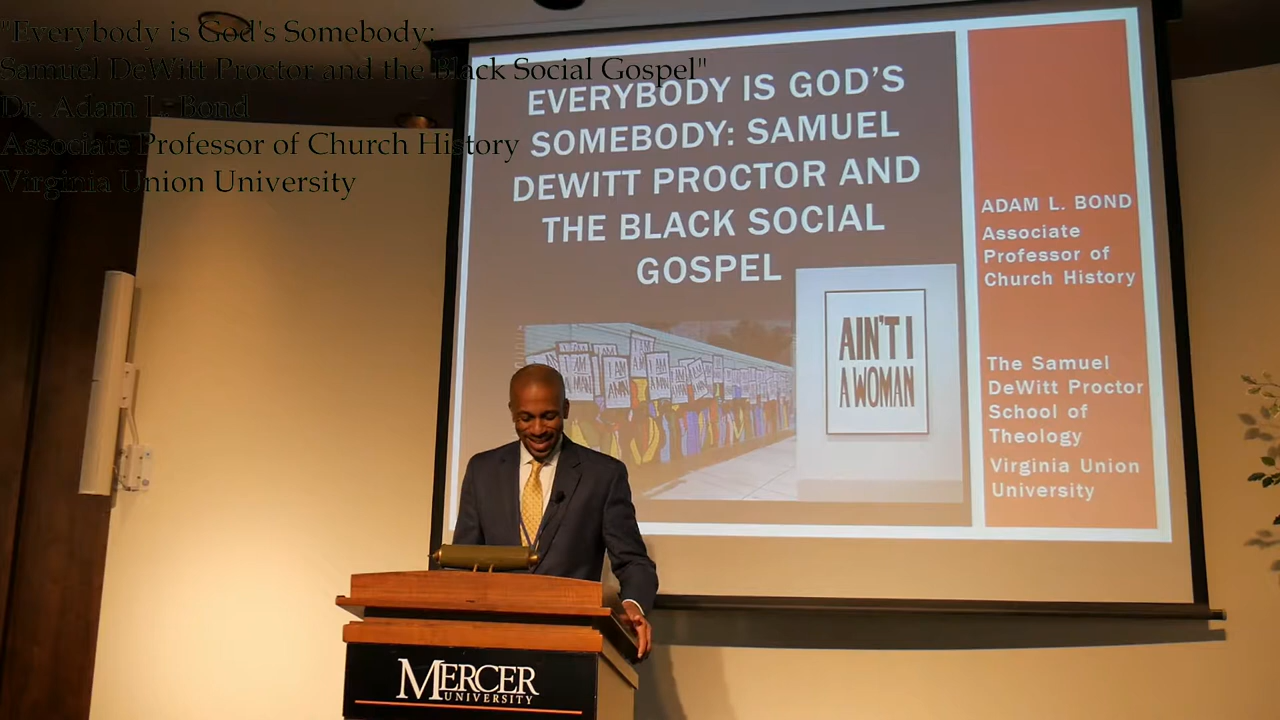 "Everybody is God's Somebody:
Samuel DeWitt Proctor and the Black Social Gospel"
Dr. Adam L. Bond
Associate Professor of Church History
Virginia Union University
EVERYBODY IS GOD'S
SOMEBODY: SAMUEL
DEWITT PROCTOR AND
THE BLACK SOCIAL
GOSPEL
ADAM L. BOND
Associate
Professor of
Church History
The Samuel
DeWitt Proctor
School of
Theology
Virginia Union
University
AIN'T I
A WOMAN
I AM
A MAN
MERCER
UNIVERSITY